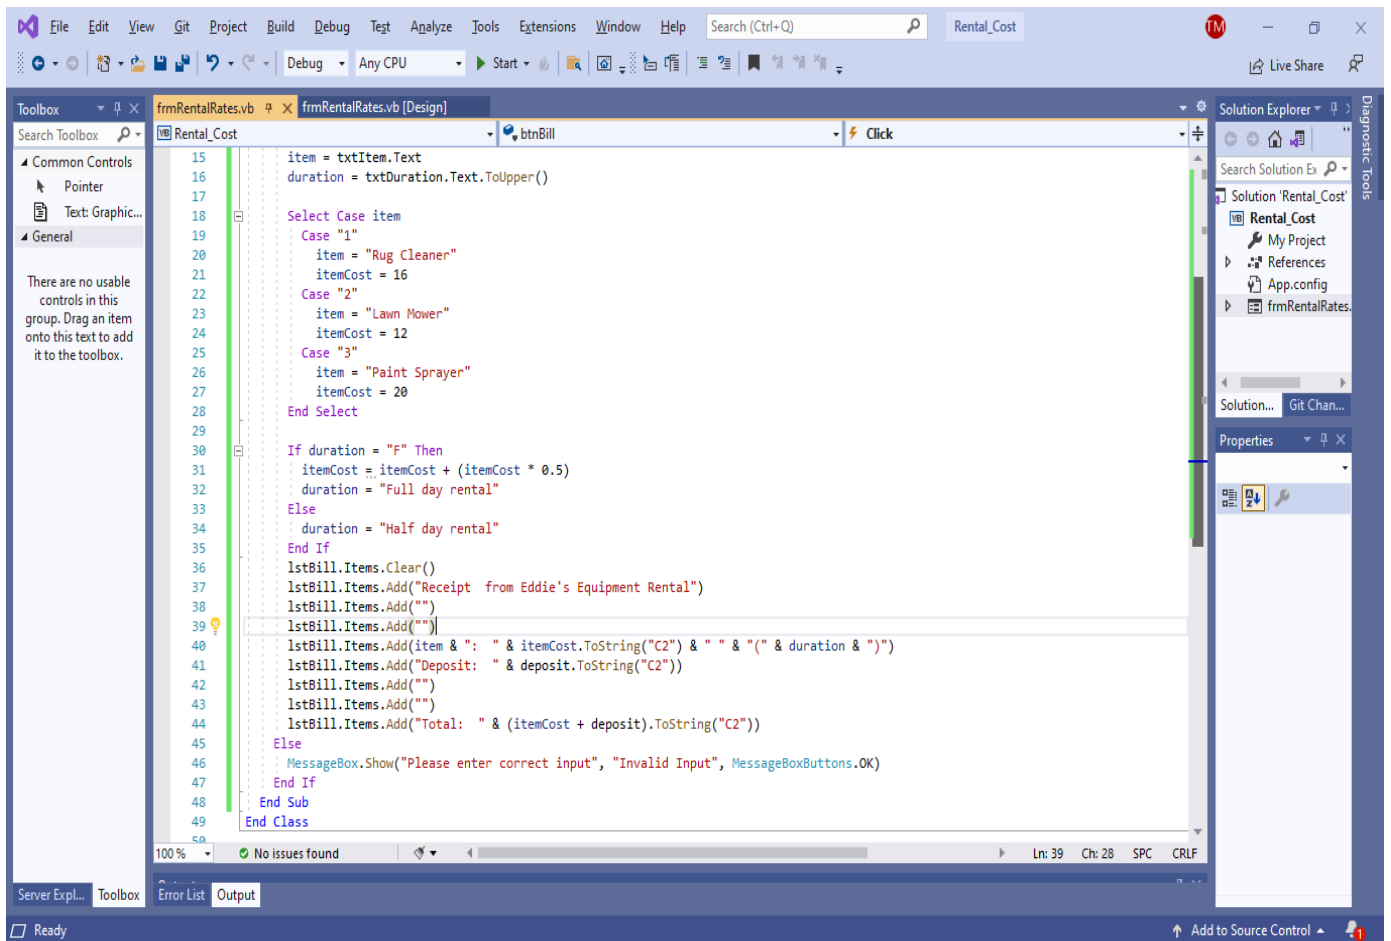 File Edit View Git Project Build Debug Test Analyze Tools Extensions Window Help Search (Ctrl+Q) Rental_Cost TM
Debug Any CPU Start Live Share
Toolbox
Search Toolbox
Common Controls
Pointer
Text: Graphic...
General
There are no usable
controls in this
group. Drag an item
onto this text to add
it to the toolbox.
Server Expl... Toolbox
frmRentalRates.vb frmRentalRates.vb [Design]
VB Rental_Cost btnBill Click
15 item = txtItem.Text
16 duration = txtDuration.Text.ToUpper()
17
18 Select Case item
19 Case "1"
20 item = "Rug Cleaner"
21 itemCost = 16
22 Case "2"
23 item = "Lawn Mower"
24 itemCost = 12
25 Case "3"
26 item = "Paint Sprayer"
27 itemCost = 20
28 End Select
29
30 If duration = "F" Then
31 itemCost = itemCost + (itemCost * 0.5)
32 duration = "Full day rental"
33 Else
34 duration = "Half day rental"
35 End If
36 lstBill.Items.Clear()
37 lstBill.Items.Add("Receipt  from Eddie's Equipment Rental")
38 lstBill.Items.Add("")
39 lstBill.Items.Add("")
40 lstBill.Items.Add(item & ":  " & itemCost.ToString("C2") & " " & "(" & duration & ")")
41 lstBill.Items.Add("Deposit:  " & deposit.ToString("C2"))
42 lstBill.Items.Add("")
43 lstBill.Items.Add("")
44 lstBill.Items.Add("Total:  " & (itemCost + deposit).ToString("C2"))
45 Else
46 MessageBox.Show("Please enter correct input", "Invalid Input", MessageBoxButtons.OK)
47 End If
48 End Sub
49 End Class
50
100 % No issues found Ln: 39 Ch: 28 SPC CRLF
Error List Output
Solution Explorer
Search Solution Ex
Solution 'Rental_Cost'
VB Rental_Cost
My Project
References
App.config
frmRentalRates.
Solution... Git Chan...
Properties
Diagnostic Tools
Ready Add to Source Control 1